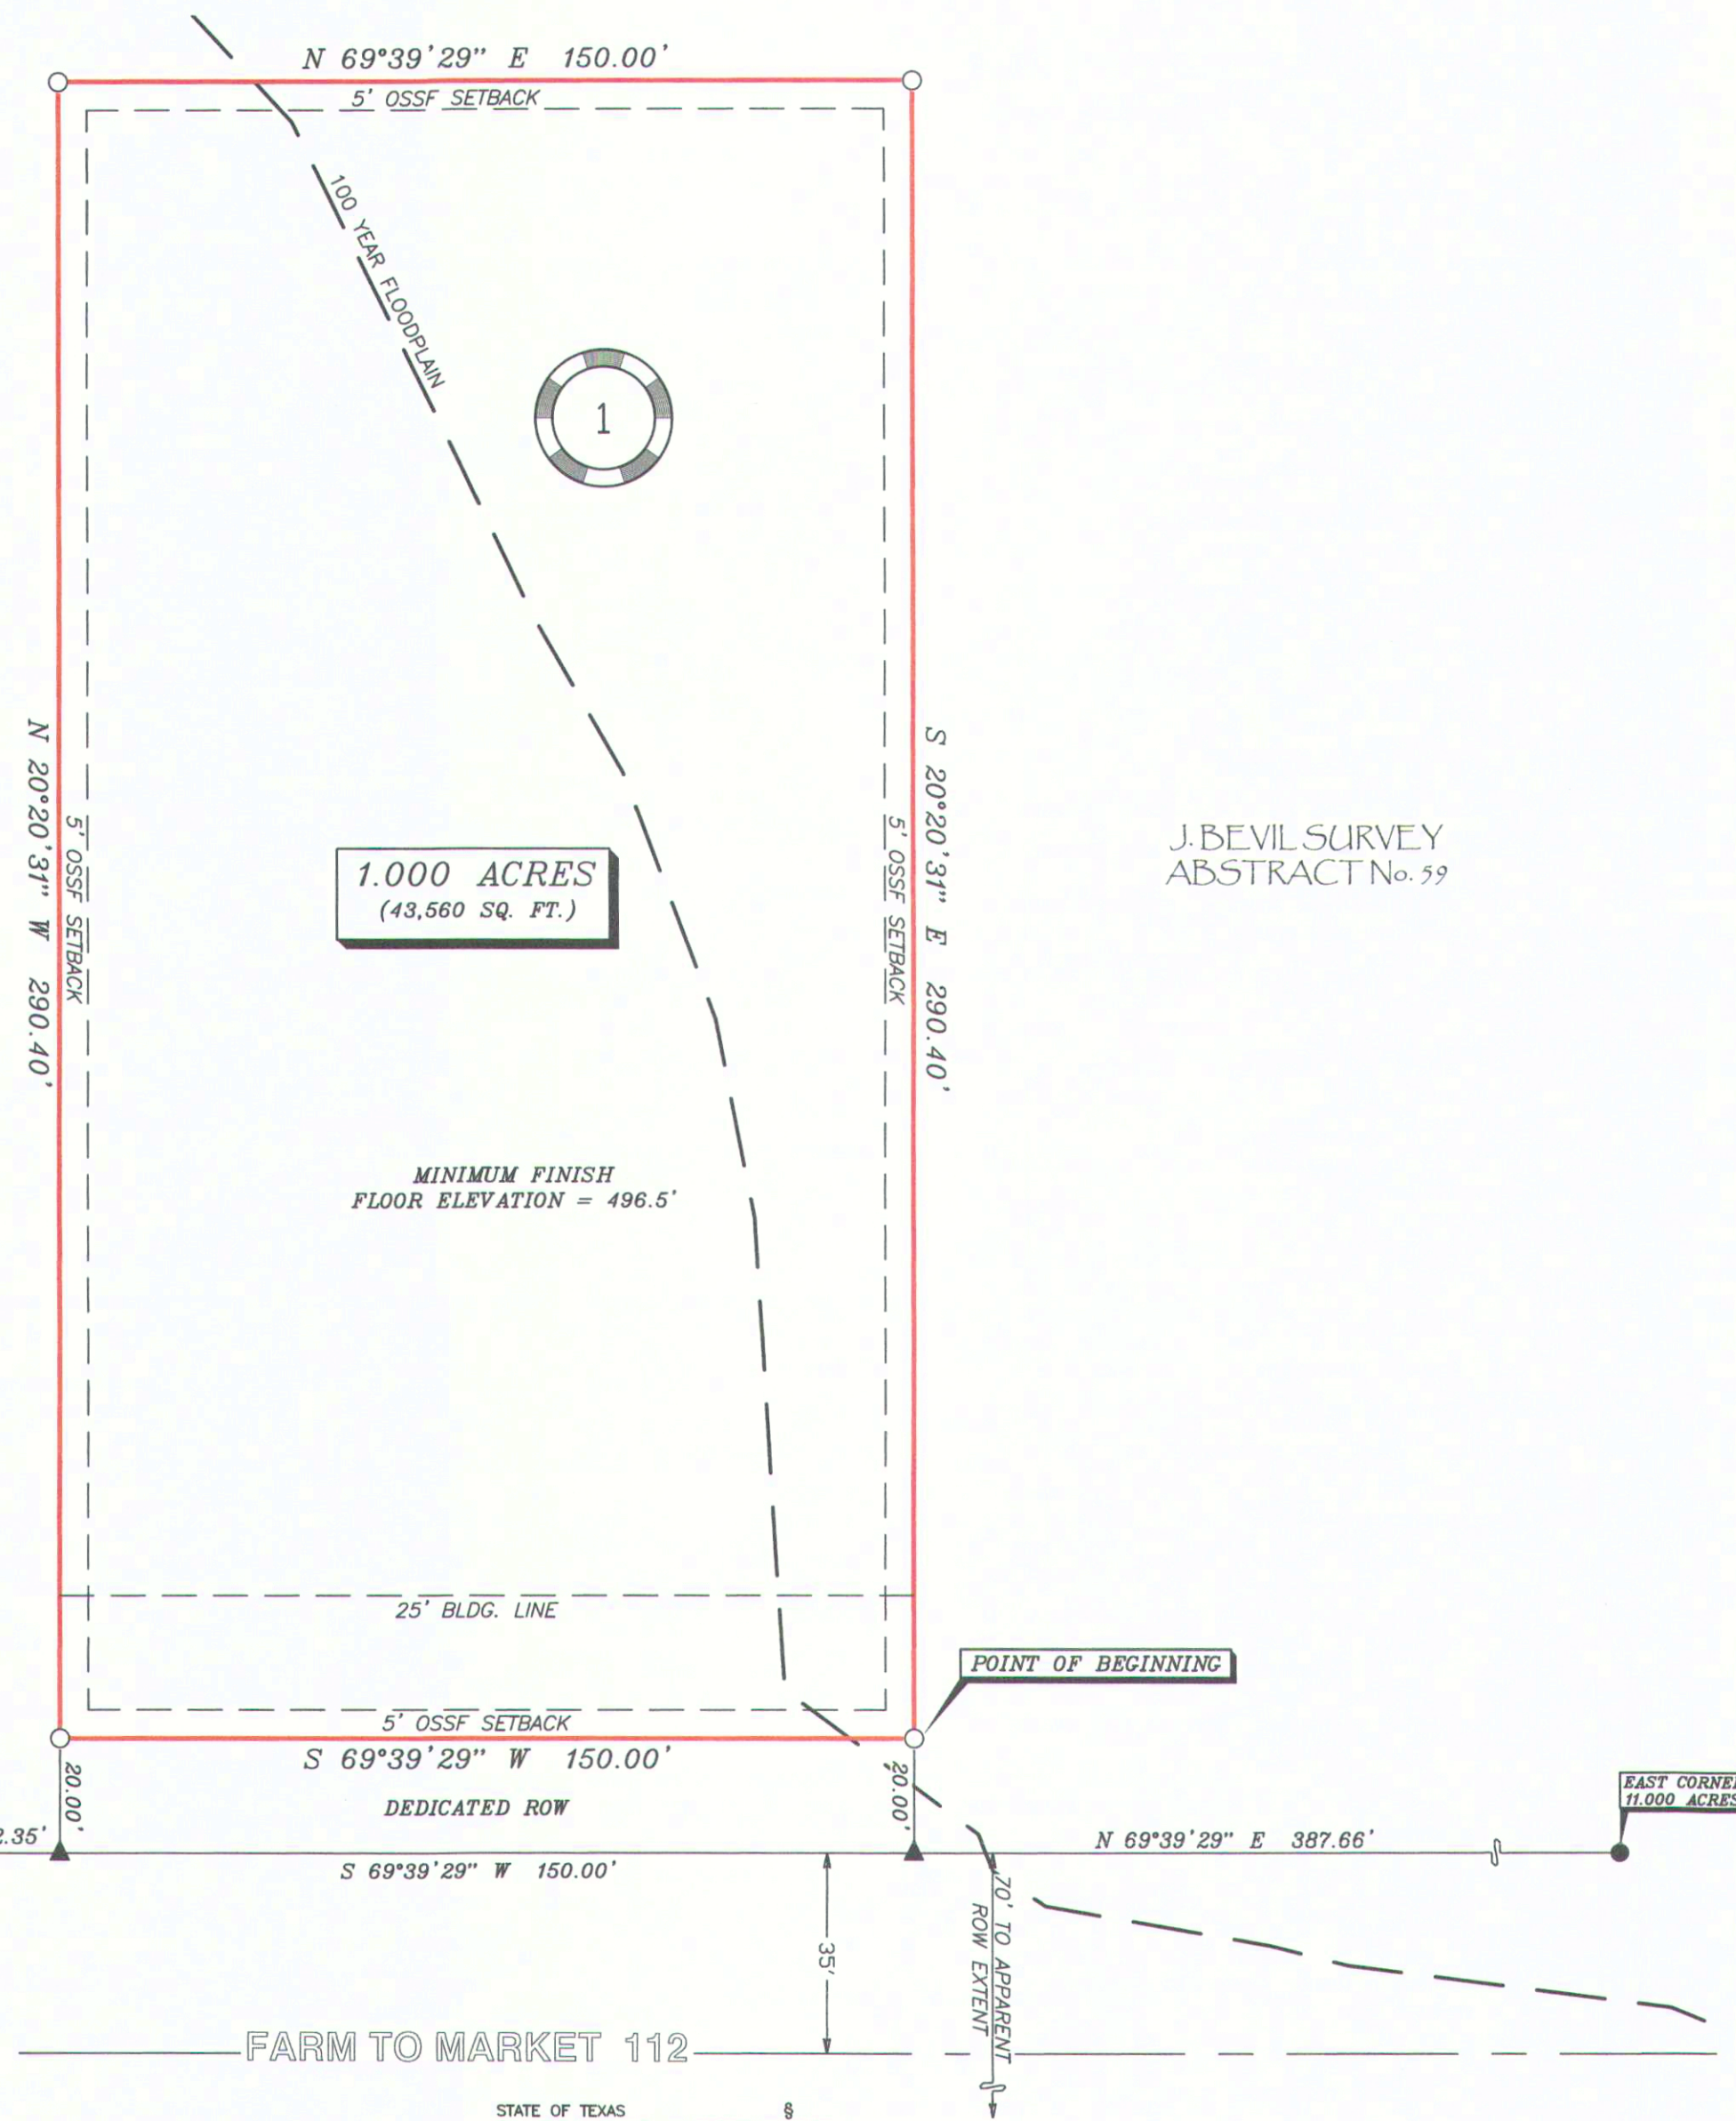 N 69°39'29" E 150.00'
5' OSSF SETBACK
100 YEAR FLOODPLAIN
1
N 20°20'31" W 290.40'
5' OSSF SETBACK
5' OSSF SETBACK
S 20°20'31" E 290.40'
J. BEVIL SURVEY
ABSTRACT No. 59
1.000 ACRES
(43,560 SQ. FT.)
MINIMUM FINISH
FLOOR ELEVATION = 496.5'
25' BLDG. LINE
POINT OF BEGINNING
5' OSSF SETBACK
S 69°39'29" W 150.00'
20.00'
20.00'
DEDICATED ROW
EAST CORNE
11.000 ACRES
2.35'
N 69°39'29" E 387.66'
S 69°39'29" W 150.00'
35'
70' TO APPARENT
ROW EXTENT
FARM TO MARKET 112
STATE OF TEXAS §